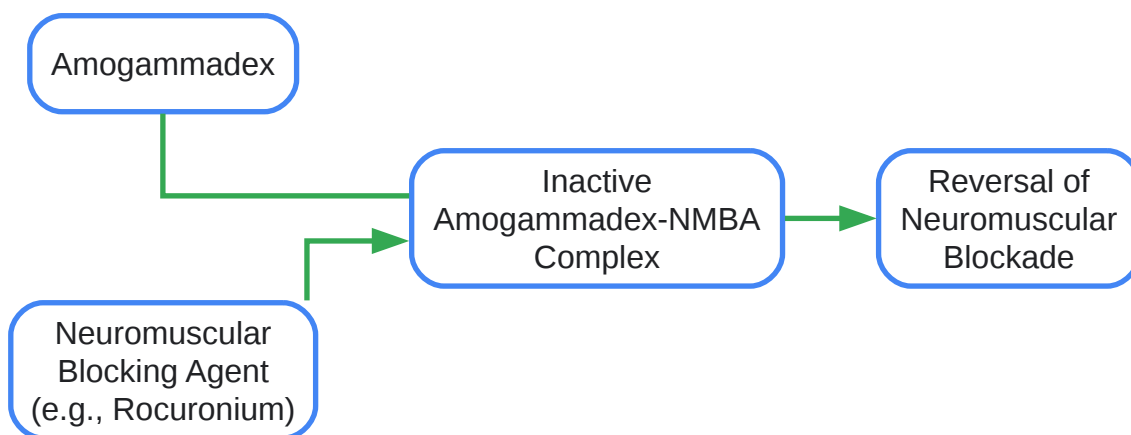 Amogammadex
Inactive
Amogammadex-NMBA
Complex
Reversal of
Neuromuscular
Blockade
Neuromuscular
Blocking Agent
(e.g., Rocuronium)